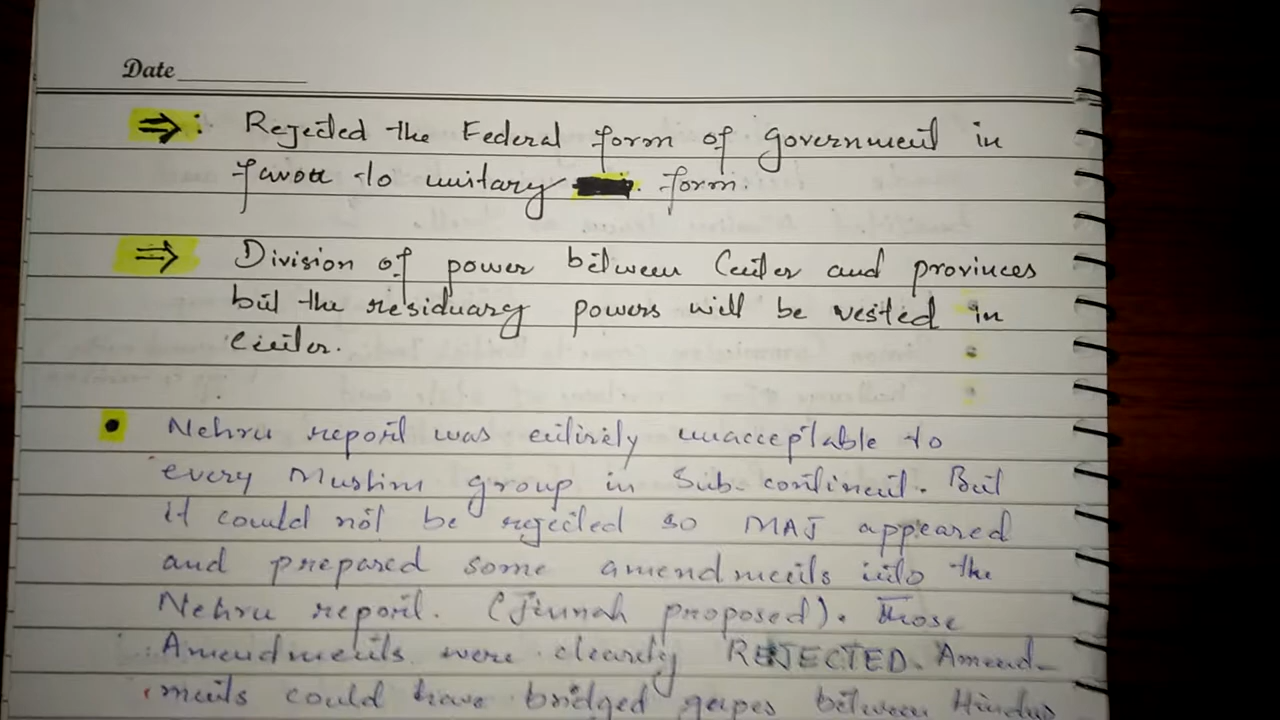 Date
⇒: Rejected the Federal form of government in
favou to unitary form.
⇒ Division of power between Center and provinces
but the residuary powers will be vested in
Center.
• Nehru report was entirely unacceptable to
every Muslim group in Sub-continent. But
it could not be rejected so MAJ appeared
and prepared some amendments into the
Nehru report. (Jinnah proposed). Those
Amendments were clearly REJECTED. Amend-
ments could have bridged gapes between Hindus